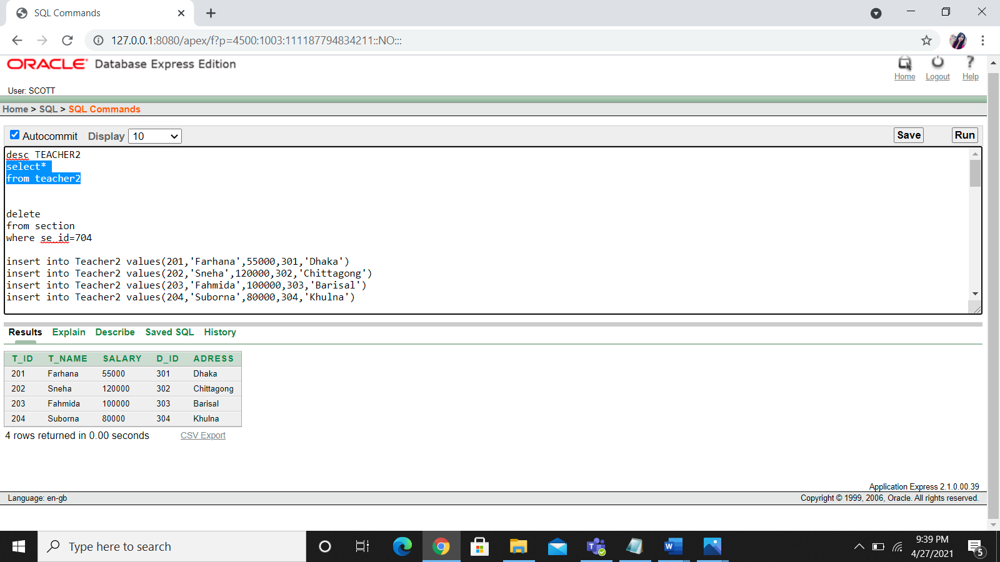 SQL Commands
127.0.0.1:8080/apex/f?p=4500:1003:111187794834211::NO:::
ORACLE Database Express Edition
Home Logout Help
User: SCOTT
Home > SQL > SQL Commands
Autocommit Display 10 Save Run
desc TEACHER2
select*
from teacher2
delete
from section
where se_id=704
insert into Teacher2 values(201,'Farhana',55000,301,'Dhaka')
insert into Teacher2 values(202,'Sneha',120000,302,'Chittagong')
insert into Teacher2 values(203,'Fahmida',100000,303,'Barisal')
insert into Teacher2 values(204,'Suborna',80000,304,'Khulna')
Results Explain Describe Saved SQL History
T_ID T_NAME SALARY D_ID ADRESS
201 Farhana 55000 301 Dhaka
202 Sneha 120000 302 Chittagong
203 Fahmida 100000 303 Barisal
204 Suborna 80000 304 Khulna
4 rows returned in 0.00 seconds CSV Export
Application Express 2.1.0.00.39
Language: en-gb Copyright © 1999, 2006, Oracle. All rights reserved.
Type here to search
9:39 PM
4/27/2021
5